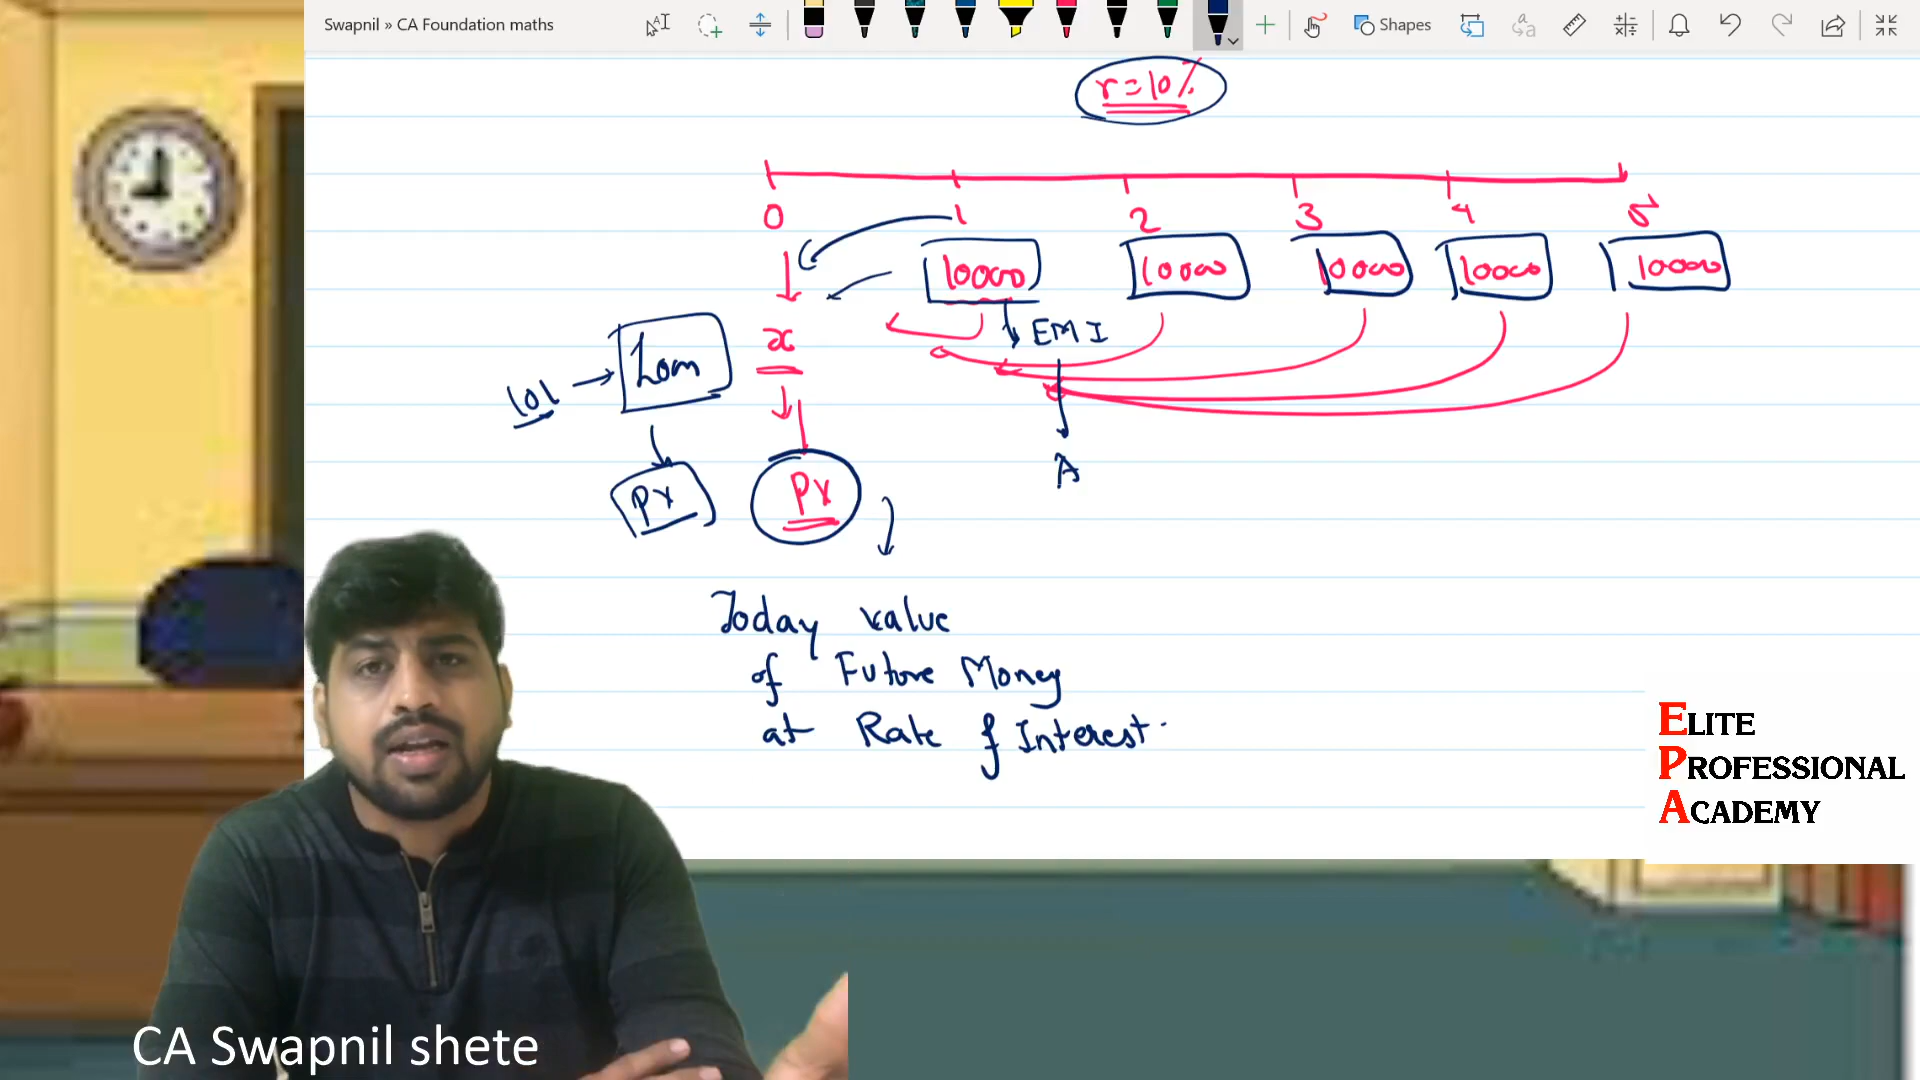 Swapnil » CA Foundation maths
Shapes
r=10%
0 1 2 3 4 5
10000 10000 10000 10000 10000
EMI
x
10L
A
PV PV
Today value
of Future Money
at Rate of Interest.
ELITE
PROFESSIONAL
ACADEMY
CA Swapnil shete